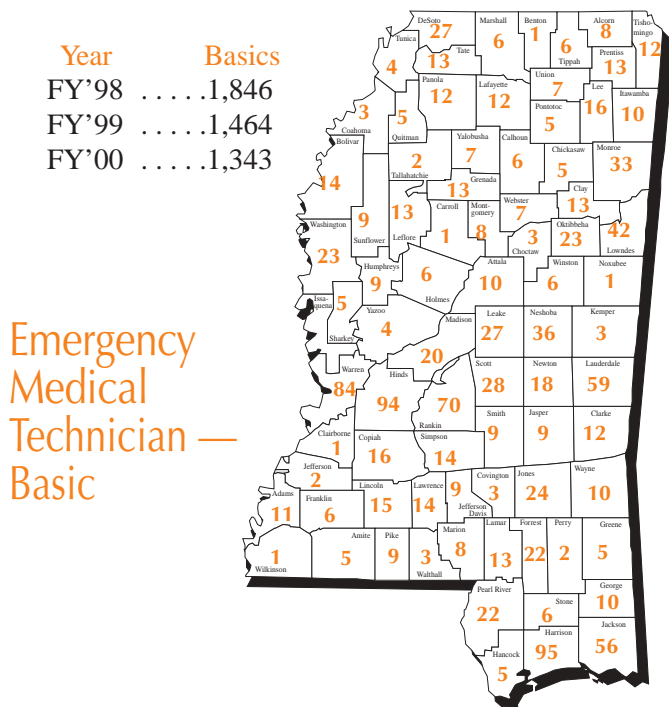 Year Basics
FY'98 .....1,846
FY'99 .....1,464
FY'00 .....1,343
Emergency
Medical
Technician —
Basic
DeSoto
27
Marshall
6
Benton
1
Tippah
6
Alcorn
8
Tisho-
mingo
12
Tunica
4
Tate
13
Prentiss
13
Panola
12
Lafayette
12
Union
7
Lee
16
Itawamba
10
Pontotoc
5
3
Coahoma
5
Quitman
Bolivar
14
2
Tallahatchie
Yalobusha
7
Calhoun
6
Chickasaw
5
Monroe
33
Grenada
13
Clay
13
9
Sunflower
13
Leflore
Carroll
1
Mont-
gomery
8
Webster
7
3
Choctaw
Oktibbeha
23
42
Lowndes
Washington
23
Humphreys
9
6
Holmes
Attala
10
Winston
6
Noxubee
1
Issa-
quena
5
Sharkey
Yazoo
4
Madison
20
Leake
27
Neshoba
36
Kemper
3
Warren
84
Hinds
94
70
Rankin
Scott
28
Newton
18
Lauderdale
59
Smith
9
Jasper
9
Clarke
12
Clairborne
1
Copiah
16
Simpson
14
Jefferson
2
Adams
11
Franklin
6
Lincoln
15
Lawrence
14
9
Jefferson
Davis
Covington
3
Jones
24
Wayne
10
1
Wilkinson
Amite
5
Pike
9
3
Walthall
Marion
8
Lamar
13
Forrest
22
Perry
2
Greene
5
Pearl River
22
Stone
6
George
10
Hancock
5
Harrison
95
Jackson
56